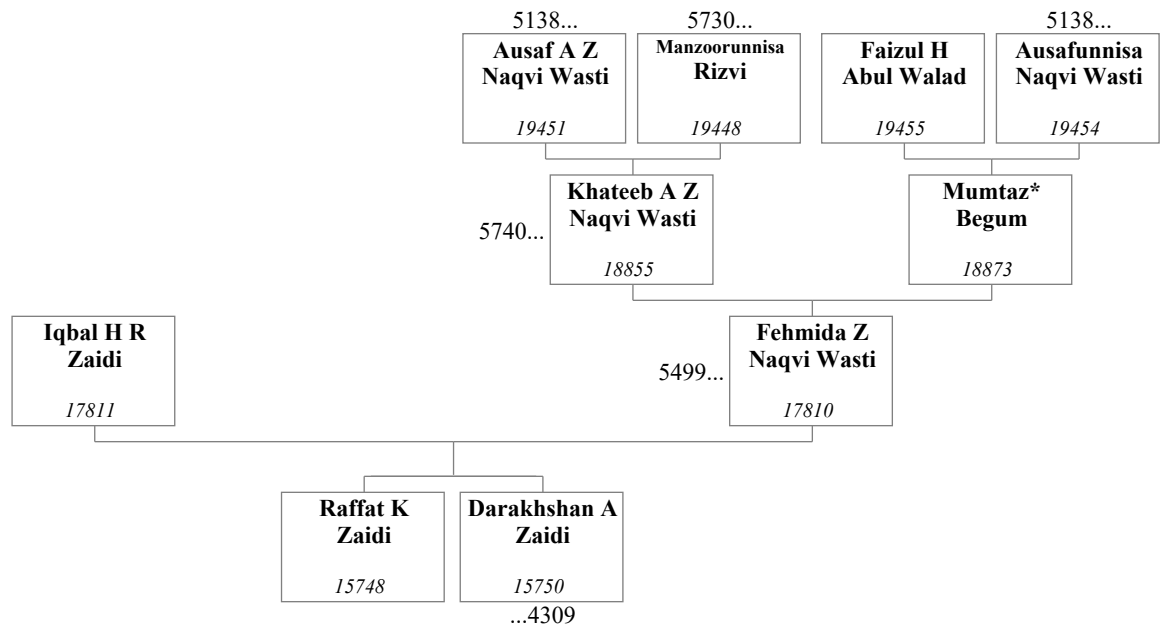 5138...
5730...
5138...
Ausaf A Z
Naqvi Wasti
19451
Manzoorunnisa
Rizvi
19448
Faizul H
Abul Walad
19455
Ausafunnisa
Naqvi Wasti
19454
5740...
Khateeb A Z
Naqvi Wasti
18855
Mumtaz*
Begum
18873
Iqbal H R
Zaidi
17811
5499...
Fehmida Z
Naqvi Wasti
17810
Raffat K
Zaidi
15748
Darakhshan A
Zaidi
15750
...4309